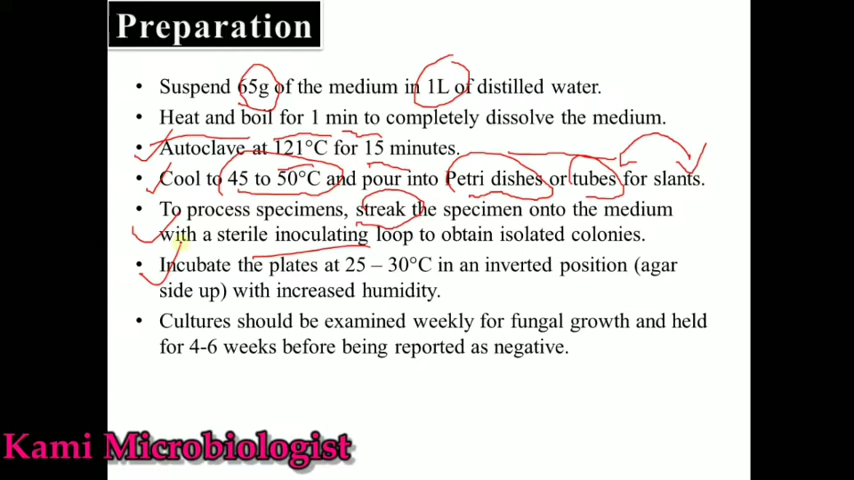 Preparation
• Suspend 65g of the medium in 1L of distilled water.
• Heat and boil for 1 min to completely dissolve the medium.
• Autoclave at 121°C for 15 minutes.
• Cool to 45 to 50°C and pour into Petri dishes or tubes for slants.
• To process specimens, streak the specimen onto the medium
with a sterile inoculating loop to obtain isolated colonies.
• Incubate the plates at 25 – 30°C in an inverted position (agar
side up) with increased humidity.
• Cultures should be examined weekly for fungal growth and held
for 4-6 weeks before being reported as negative.
Kami Microbiologist